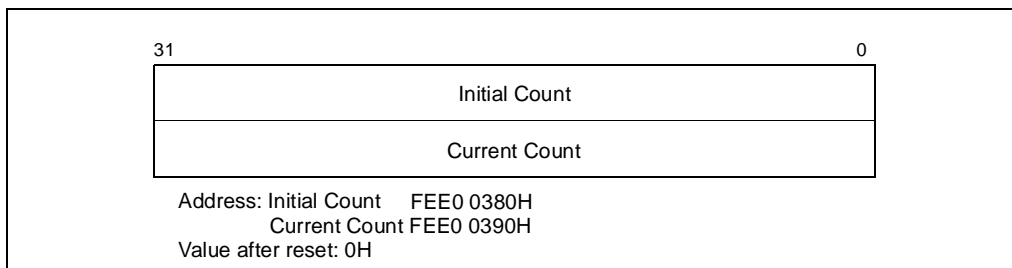 31 0
Initial Count
Current Count
Address: Initial Count FEE0 0380H
Current Count FEE0 0390H
Value after reset: 0H